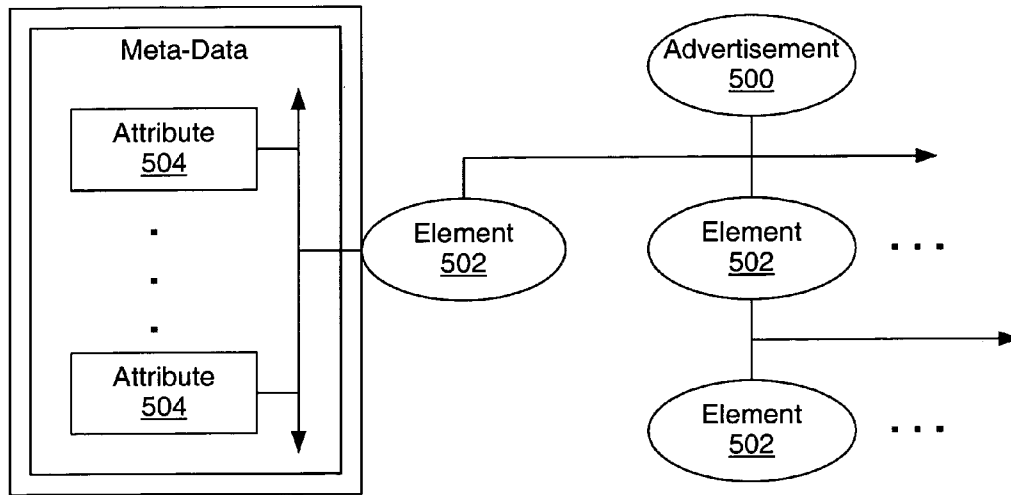 Meta-Data
Attribute
504
Attribute
504
Advertisement
500
Element
502
Element
502
Element
502